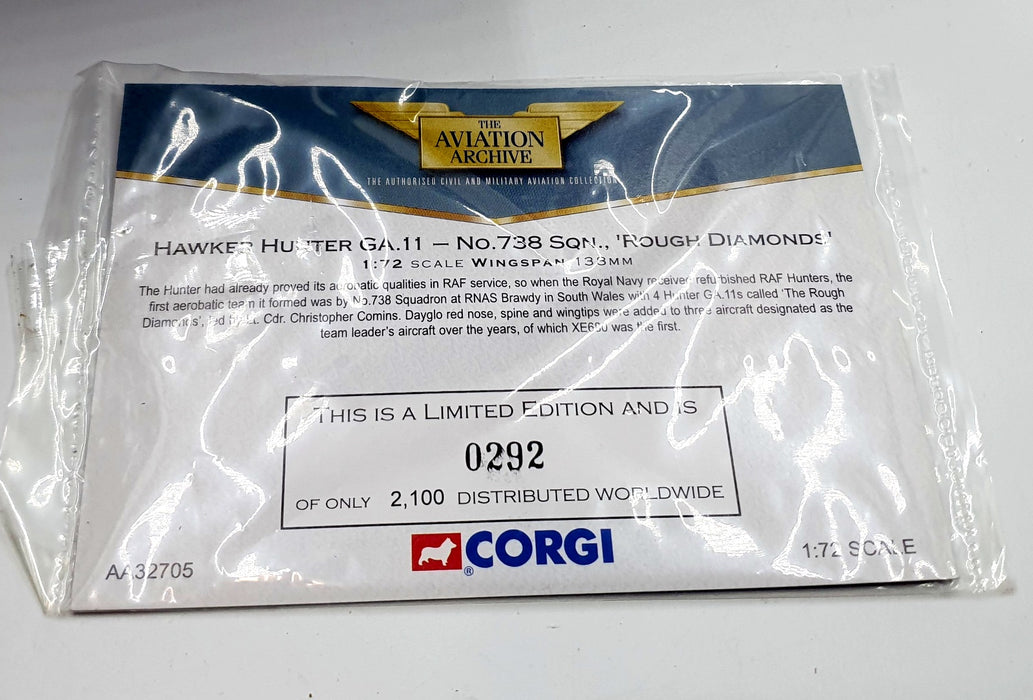 THE
AVIATION
ARCHIVE
THE AUTHORISED CIVIL AND MILITARY AVIATION COLLECTION
HAWKER HUNTER GA.11 – NO.738 SQN., 'ROUGH DIAMONDS'
1:72 SCALE WINGSPAN 133MM
The Hunter had already proved its aerobatic qualities in RAF service, so when the Royal Navy received refurbished RAF Hunters, the
first aerobatic team it formed was by No.738 Squadron at RNAS Brawdy in South Wales with 4 Hunter GA.11s called 'The Rough
Diamonds', led by Lt. Cdr. Christopher Comins. Dayglo red nose, spine and wingtips were added to three aircraft designated as the
team leader's aircraft over the years, of which was the first.
THIS IS A LIMITED EDITION AND IS
0292
OF ONLY 2,100 DISTRIBUTED WORLDWIDE
CORGI
®
AA32705
1:72 SCALE